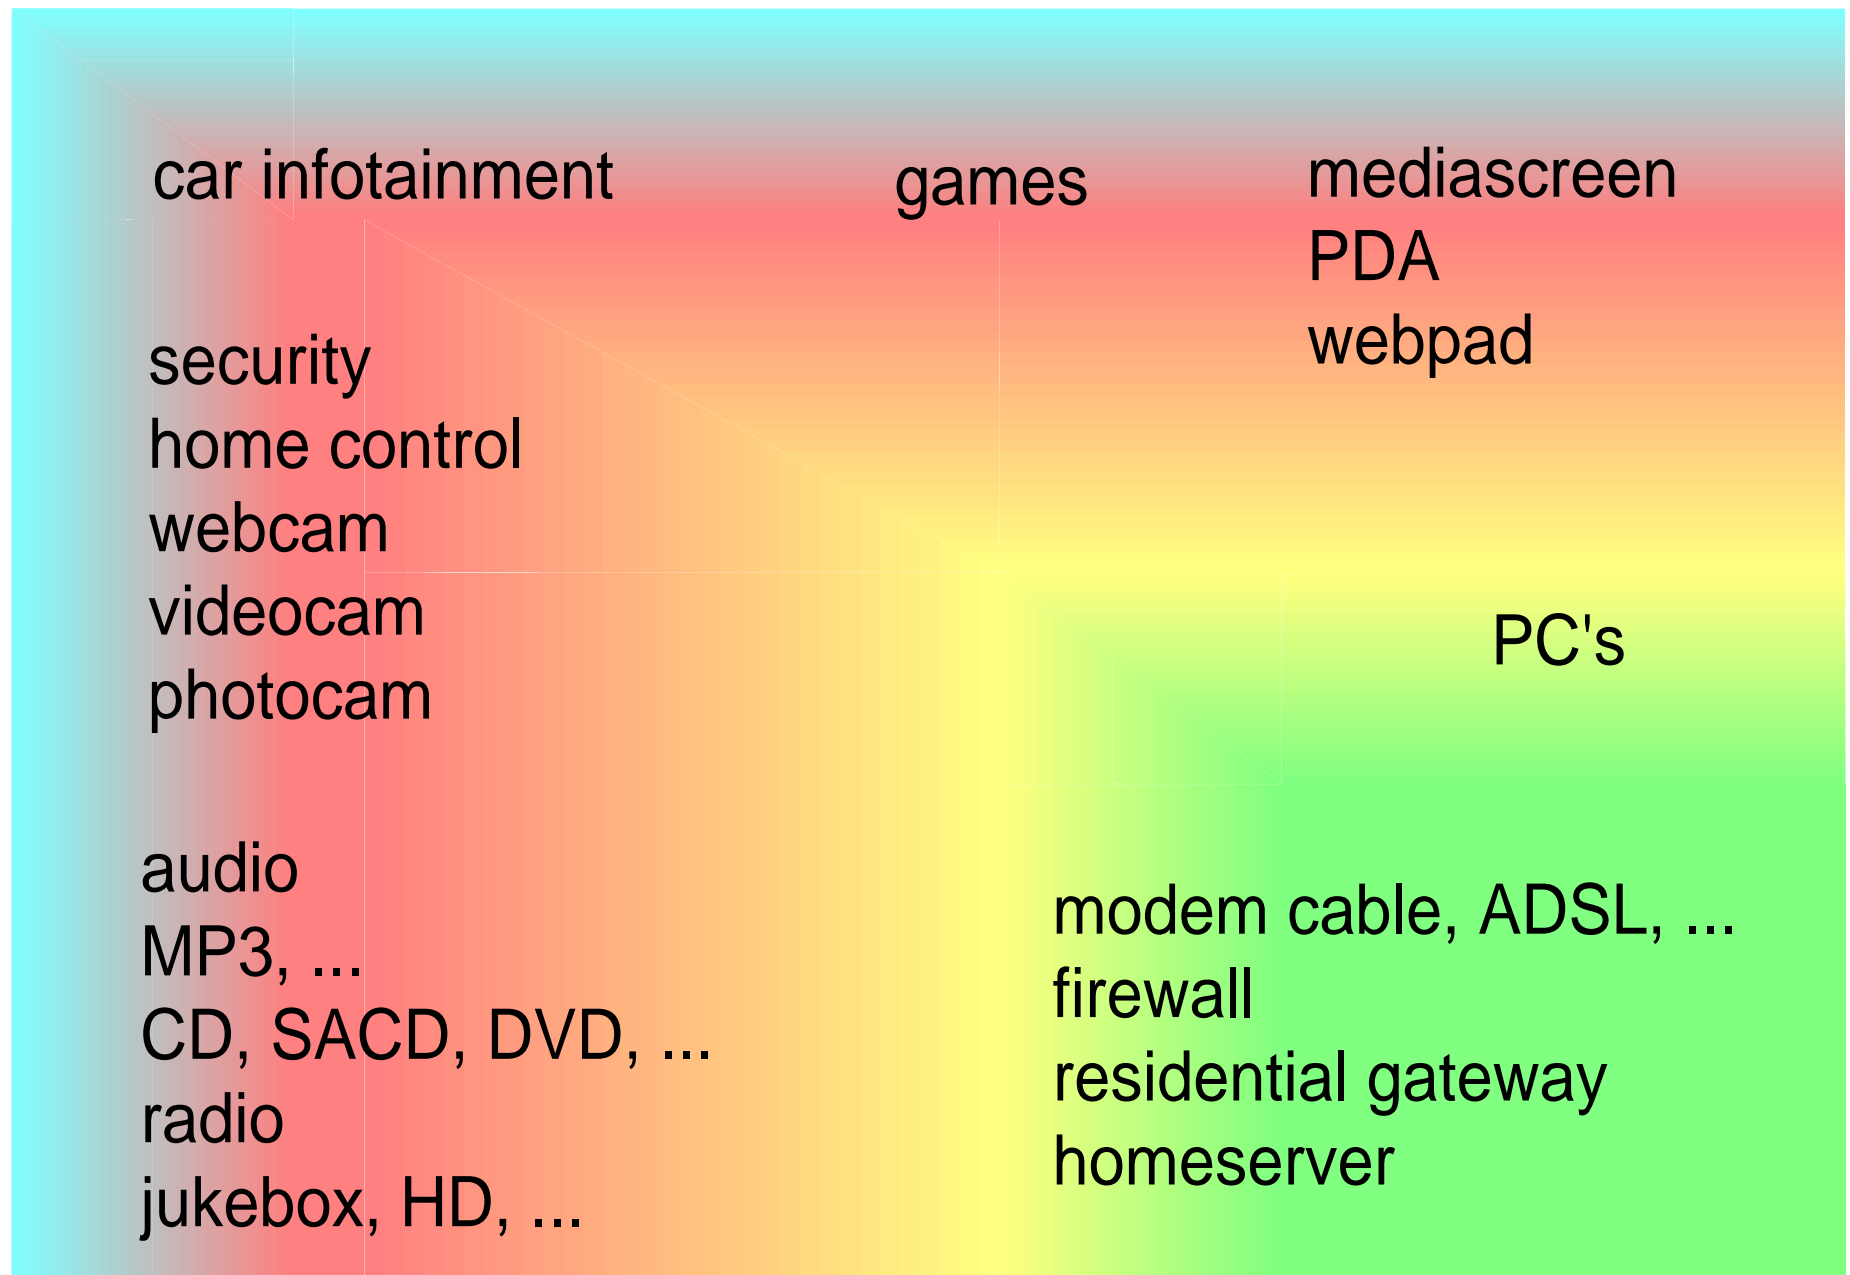 car infotainment
games
mediascreen
PDA
webpad
security
home control
webcam
videocam
photocam
PC's
audio
MP3, ...
CD, SACD, DVD, ...
radio
jukebox, HD, ...
modem cable, ADSL, ...
firewall
residential gateway
homeserver